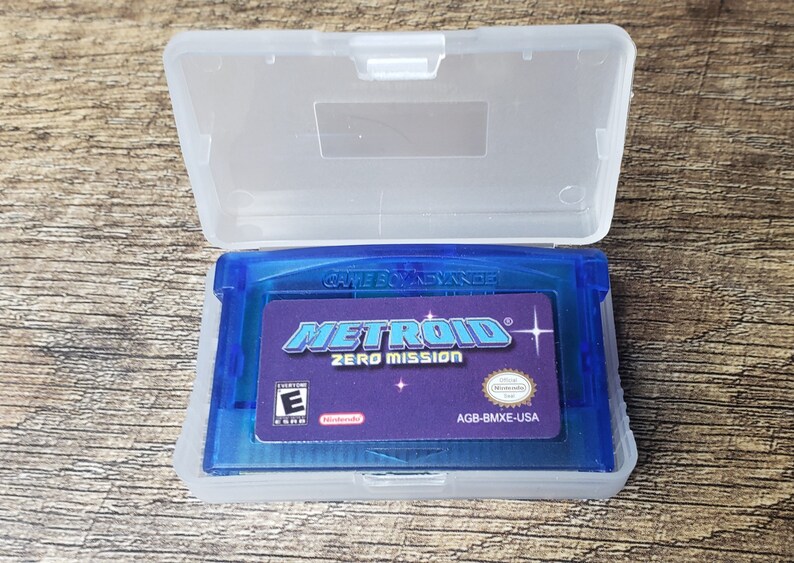 GAME BOY ADVANCE
METROID®
ZERO MISSION
EVERYONE
E
ESRB
Nintendo
Official
Nintendo
Seal
AGB-BMXE-USA